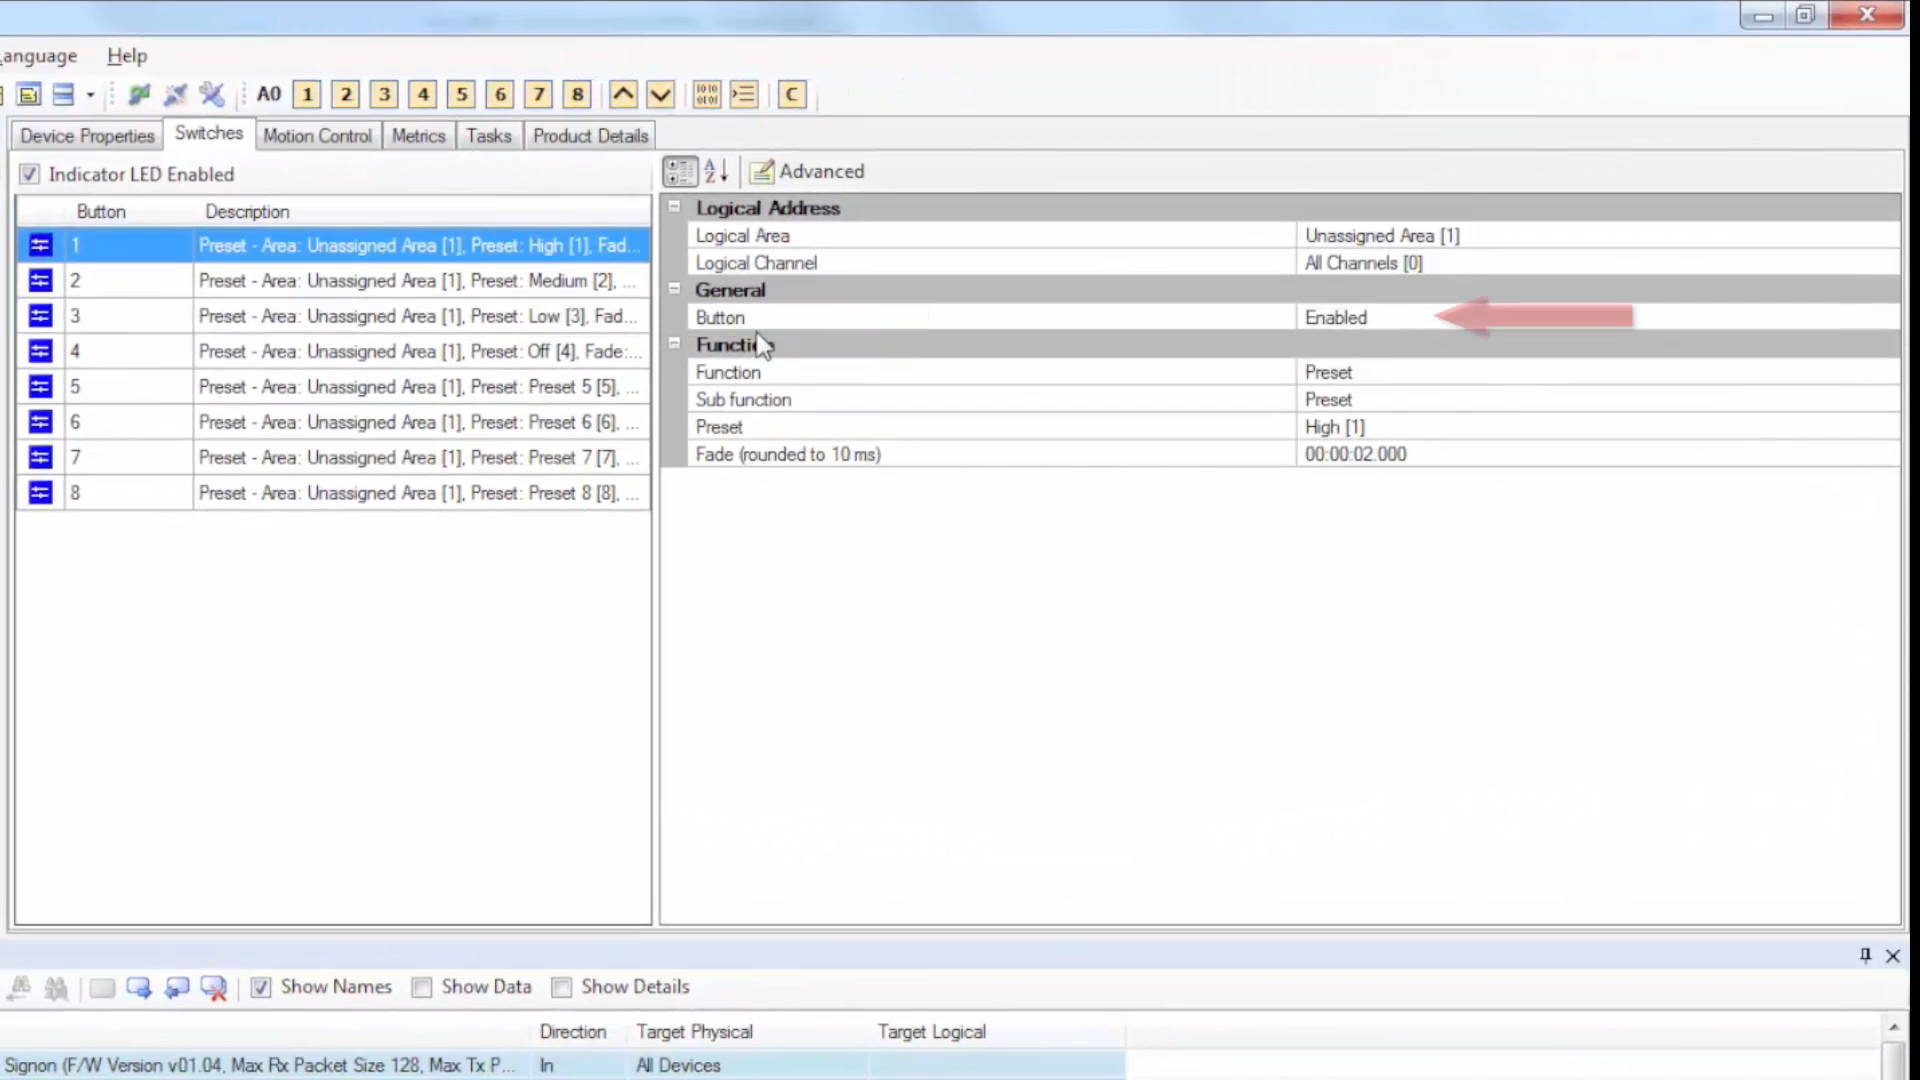 anguage Help
A0 1 2 3 4 5 6 7 8 C
Device Properties Switches Motion Control Metrics Tasks Product Details
Indicator LED Enabled
Advanced
Button Description
1 Preset - Area: Unassigned Area [1], Preset: High [1], Fad...
2 Preset - Area: Unassigned Area [1], Preset: Medium [2], ...
3 Preset - Area: Unassigned Area [1], Preset: Low [3], Fad...
4 Preset - Area: Unassigned Area [1], Preset: Off [4], Fade:...
5 Preset - Area: Unassigned Area [1], Preset: Preset 5 [5], ...
6 Preset - Area: Unassigned Area [1], Preset: Preset 6 [6], ...
7 Preset - Area: Unassigned Area [1], Preset: Preset 7 [7], ...
8 Preset - Area: Unassigned Area [1], Preset: Preset 8 [8], ...
Logical Address
Logical Area Unassigned Area [1]
Logical Channel All Channels [0]
General
Button Enabled
Function
Function Preset
Sub function Preset
Preset High [1]
Fade (rounded to 10 ms) 00:00:02.000
Show Names Show Data Show Details
Direction Target Physical Target Logical
Signon (F/W Version v01.04, Max Rx Packet Size 128, Max Tx P... In All Devices